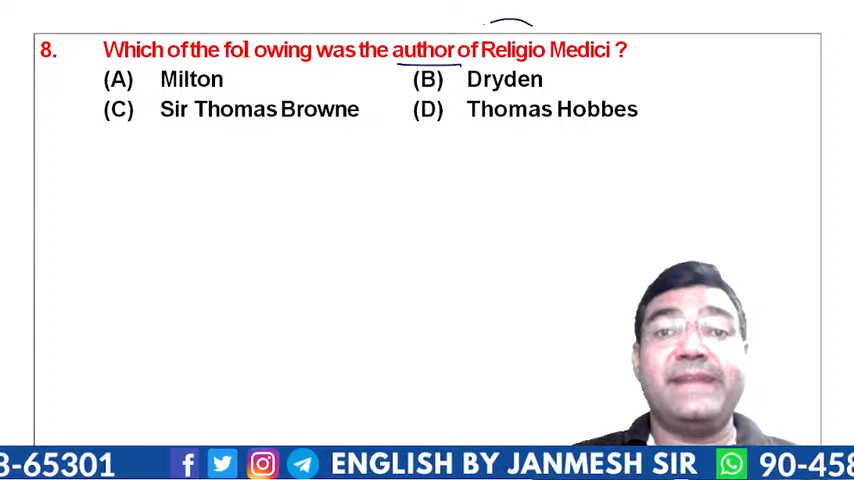 8. Which of the fol owing was the author of Religio Medici ?
(A) Milton (B) Dryden
(C) Sir Thomas Browne (D) Thomas Hobbes
3-65301 ENGLISH BY JANMESH SIR 90-458